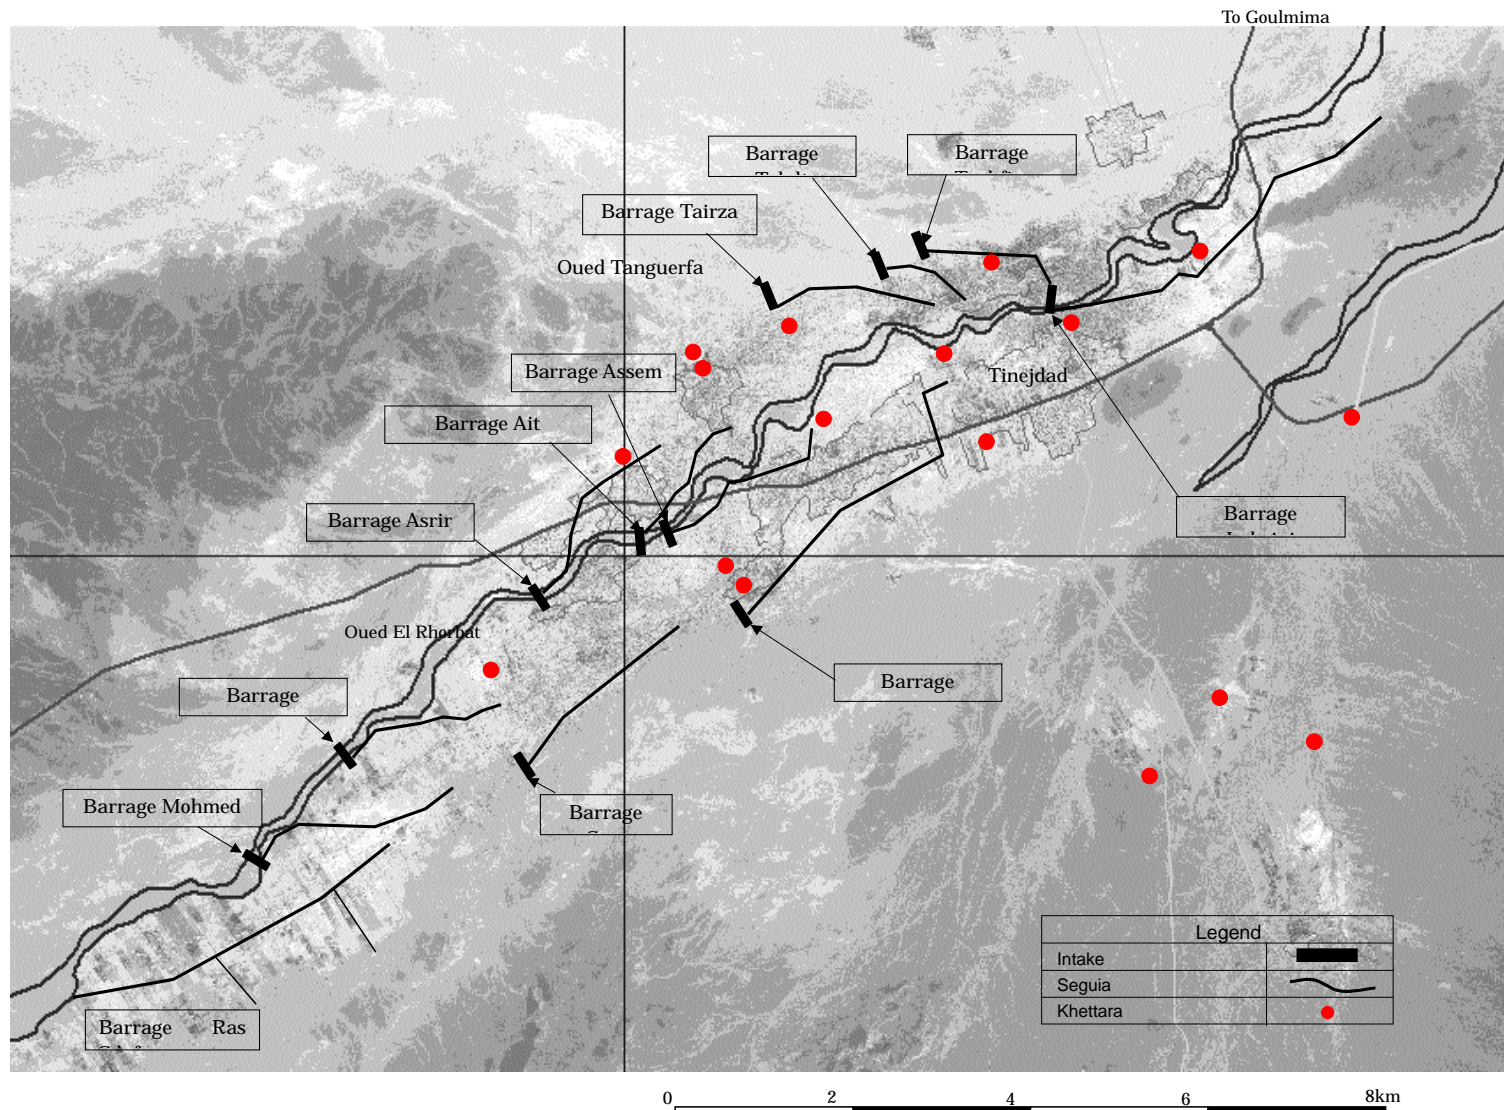 To Goulmima
Barrage
Barrage
Barrage Tairza
Oued Tanguerfa
Barrage Assem
Tinejdad
Barrage Ait
Barrage Asrir
Barrage
Oued El Rhorbat
Barrage
Barrage
Barrage Mohmed
Barrage
Legend
Intake
Seguia
Khettara
Barrage Ras
0 2 4 6 8km